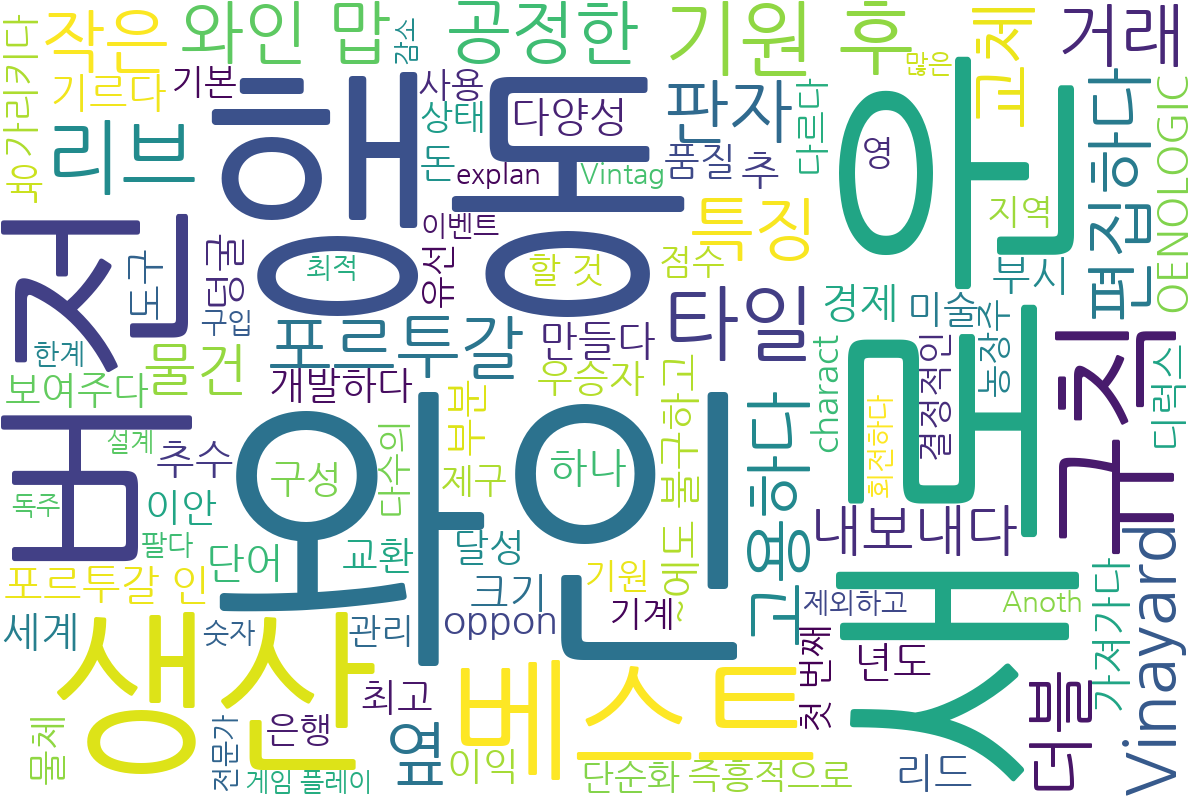 작은
와인 맙
공정한
기원 후
교체
거래
가리키다
기르다
기본
감소
사용
많은
리브
행동
다양성
판자
다르다
영
안
편집하다
OENOLOGIC
상태
돈
explan
Vintag
품질
추
육
버전
도구
덩굴
최적
유선
이벤트
할 것
점수
특징
지역
부시
구입
포르투갈
만들다
타일
경제
미술
농장주
결정적인
디럭스
규칙
한계
물건
보여주다
개발하다
우승자
~에도 불구하고
charact
설계
추수
와인
구성
다수의
부분
제구
하나
고용하다
회전하다
몫
독주
이안
팔다
단어
교환
달성
내보내다
Vinayard
포르투갈 인
크기
기원
기계
제외하고
Anoth
가져가다
세계
생산
숫자
관리
oppon
시
첫 번째
년도
더블
최고
베스트
물체
전문가
은행
표
이익
게임 플레이
단순화
즉흥적으로
리드